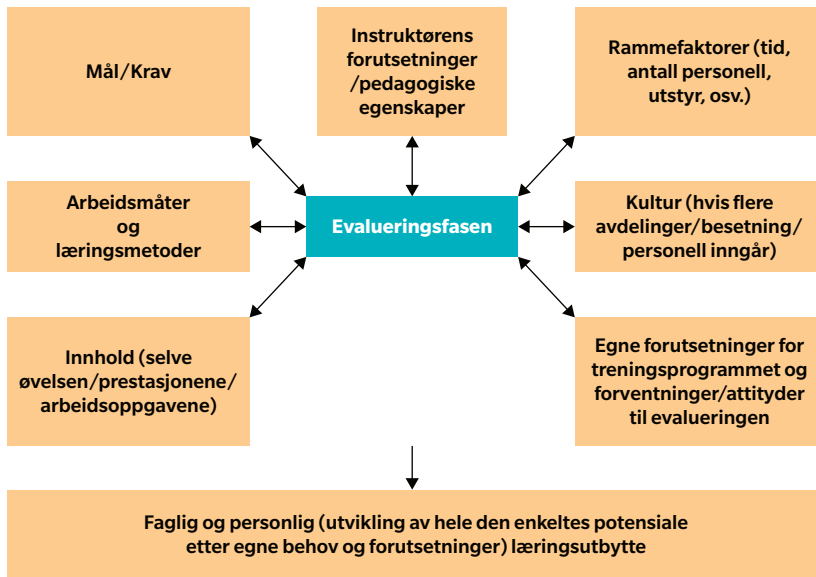 Mål/Krav
Instruktørens
forutsetninger
/pedagogiske
egenskaper
Rammefaktorer (tid,
antall personell,
utstyr, osv.)
Arbeidsmåter
og
læringsmetoder
Evalueringsfasen
Kultur (hvis flere
avdelinger/besetning/
personell inngår)
Innhold (selve
øvelsen/prestasjonene/
arbeidsoppgavene)
Egne forutsetninger for
treningsprogrammet og
forventninger/attityder
til evalueringen
Faglig og personlig (utvikling av hele den enkeltes potensiale
etter egne behov og forutsetninger) læringsutbytte